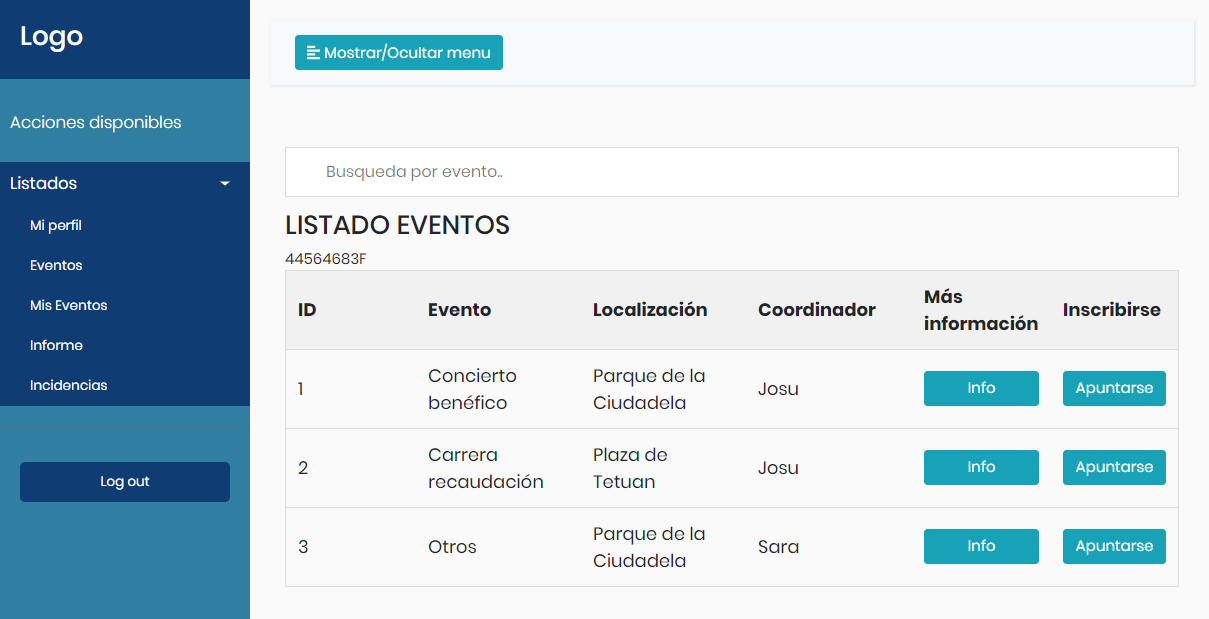 Logo
Acciones disponibles
Listados
Mi perfil
Eventos
Mis Eventos
Informe
Incidencias
Log out
Mostrar/Ocultar menu
Busqueda por evento..
LISTADO EVENTOS
44564683F
ID Evento Localización Coordinador Más información Inscribirse
1 Concierto benéfico Parque de la Ciudadela Josu Info Apuntarse
2 Carrera recaudación Plaza de Tetuan Josu Info Apuntarse
3 Otros Parque de la Ciudadela Sara Info Apuntarse